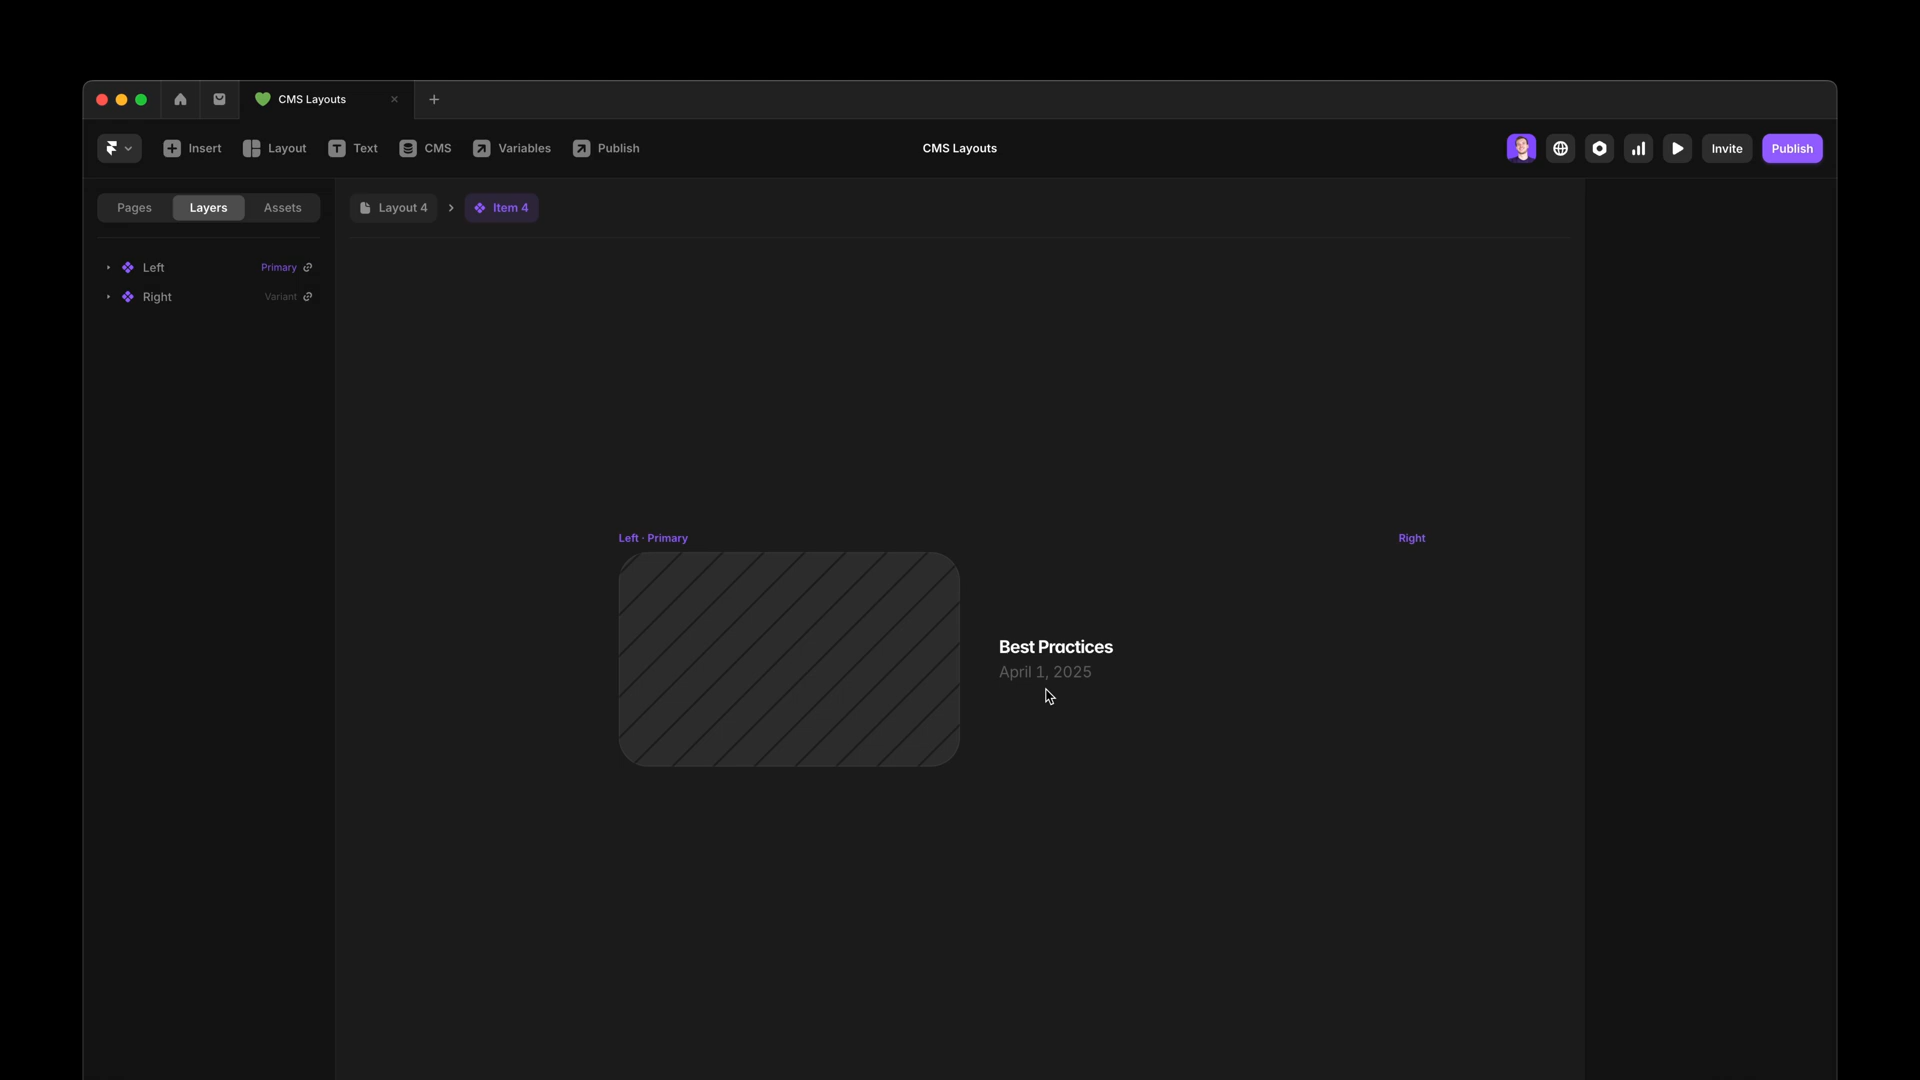 CMS Layouts
Insert
Layout
Text
CMS
Variables
Publish
CMS Layouts
Invite
Publish
Pages
Layers
Assets
Layout 4
Item 4
Left
Primary
Right
Variant
Left · Primary
Right
Best Practices
April 1, 2025